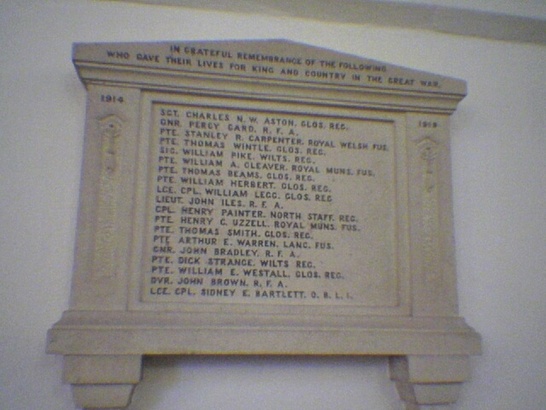 IN GRATEFUL REMEMBRANCE OF THE FOLLOWING
WHO GAVE THEIR LIVES FOR KING AND COUNTRY IN THE GREAT WAR.
1914
1919
SGT. CHARLES N. W. ASTON, GLOS. REG.
GNR. PERCY GARD, R. F. A.
PTE. STANLEY R. CARPENTER, ROYAL WELSH FUS.
PTE. THOMAS WINTLE, GLOS. REG.
SIG. WILLIAM PIKE, WILTS. REG.
PTE. WILLIAM A. CLEAVER, ROYAL MUNS. FUS.
PTE. THOMAS BEAMS, GLOS. REG.
PTE. WILLIAM HERBERT, GLOS. REG.
LCE. CPL. WILLIAM LEGG, GLOS. REG
LIEUT. JOHN ILES, R. F. A.
CPL. HENRY PAINTER, NORTH STAFF. REG.
PTE. HENRY C. UZZELL, ROYAL MUNS. FUS.
PTE. THOMAS SMITH, GLOS. REG.
PTE. ARTHUR E. WARREN, LANC. FUS.
GNR. JOHN BRADLEY, R. F. A.
PTE. DICK STRANGE, WILTS REG.
PTE. WILLIAM E. WESTALL, GLOS. REG.
DVR. JOHN BROWN, R. F. A.
LCE. CPL. SIDNEY E. BARTLETT, O. B. L. I.